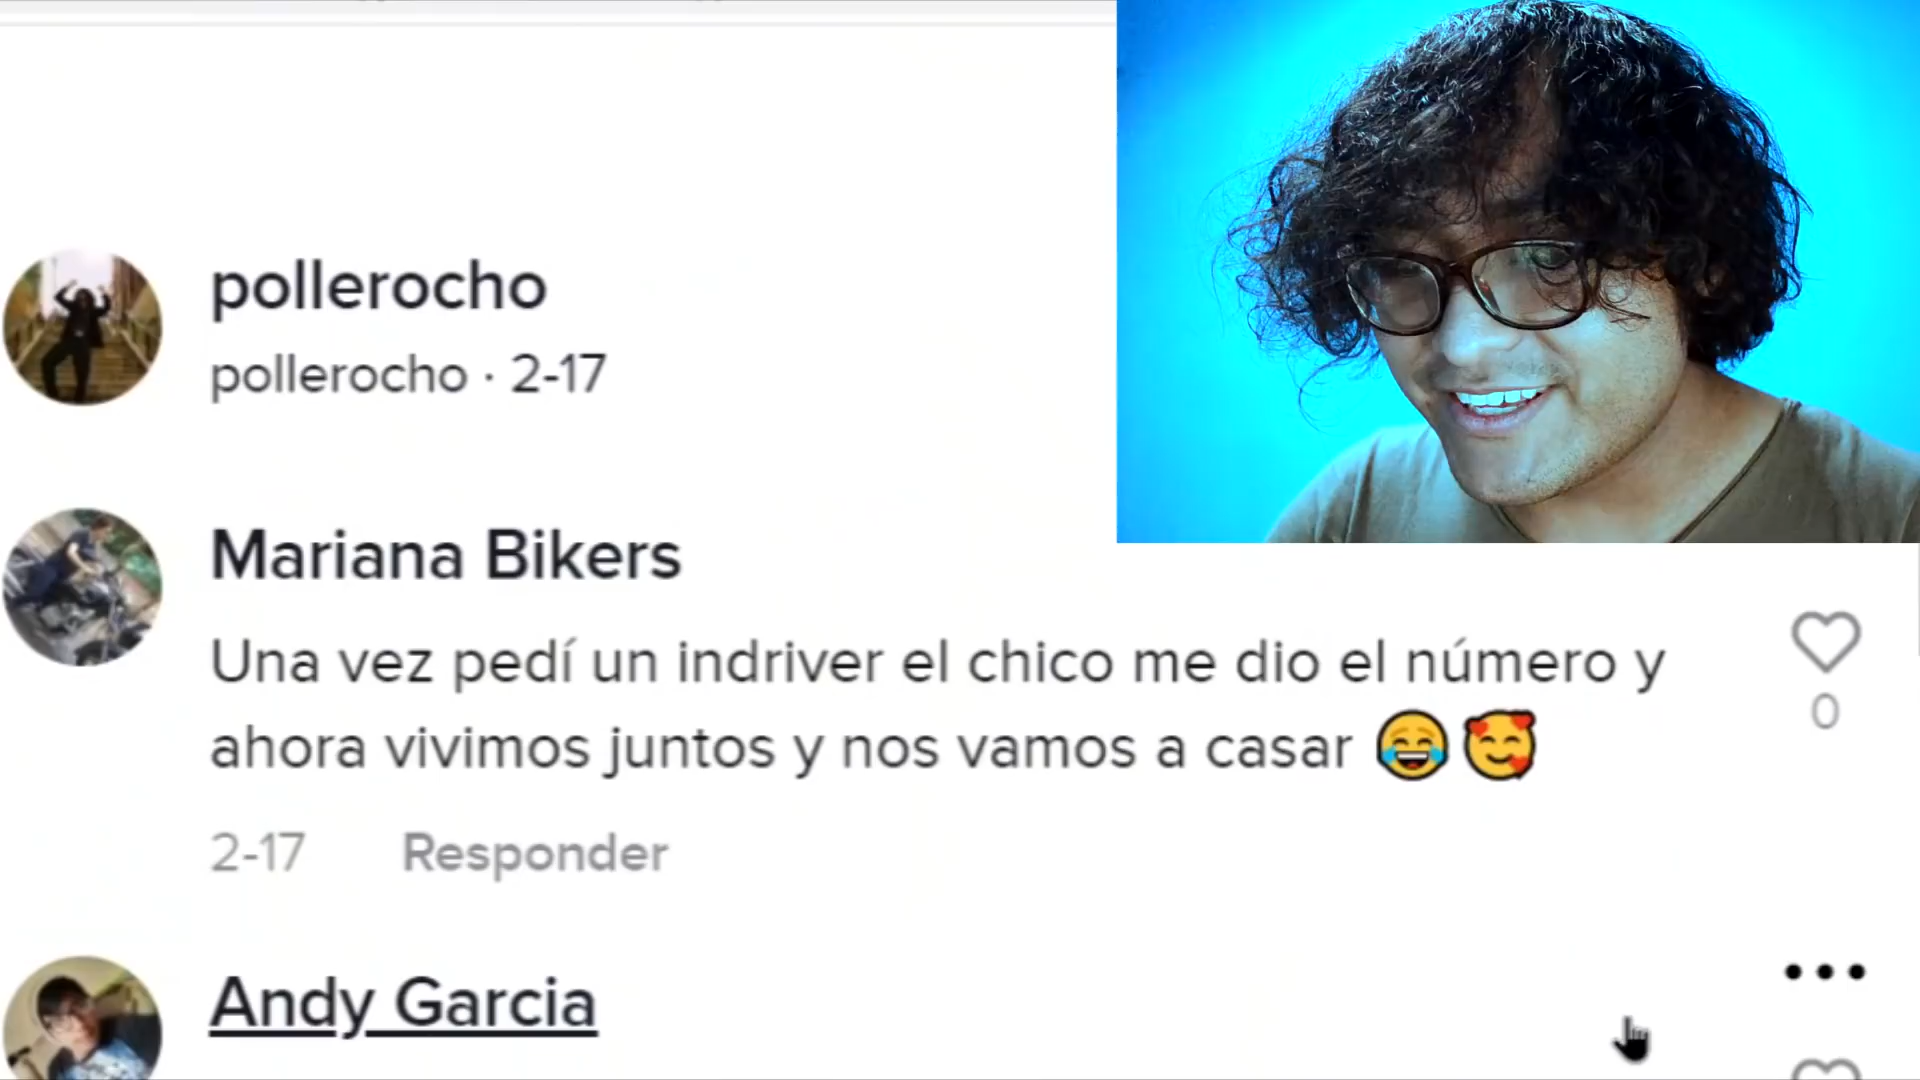 pollerocho
pollerocho · 2-17
Mariana Bikers
Una vez pedí un indriver el chico me dio el número y
ahora vivimos juntos y nos vamos a casar 😂🥰
0
2-17 Responder
Andy Garcia